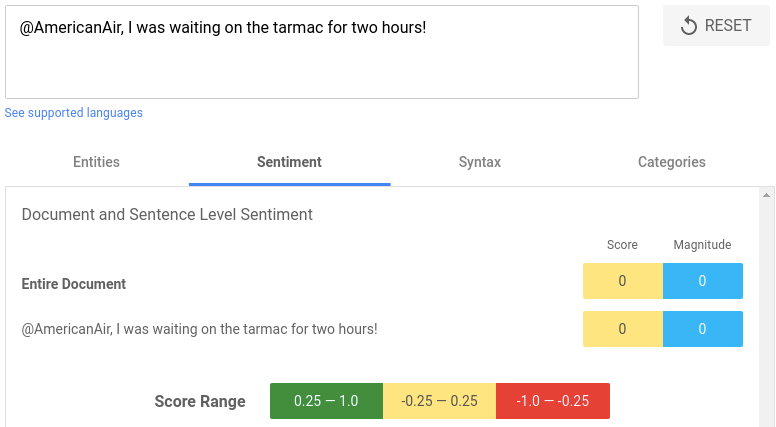 @AmericanAir, I was waiting on the tarmac for two hours!
RESET
See supported languages
Entities Sentiment Syntax Categories
Document and Sentence Level Sentiment
Score Magnitude
Entire Document 0 0
@AmericanAir, I was waiting on the tarmac for two hours! 0 0
Score Range 0.25 — 1.0 -0.25 — 0.25 -1.0 — -0.25